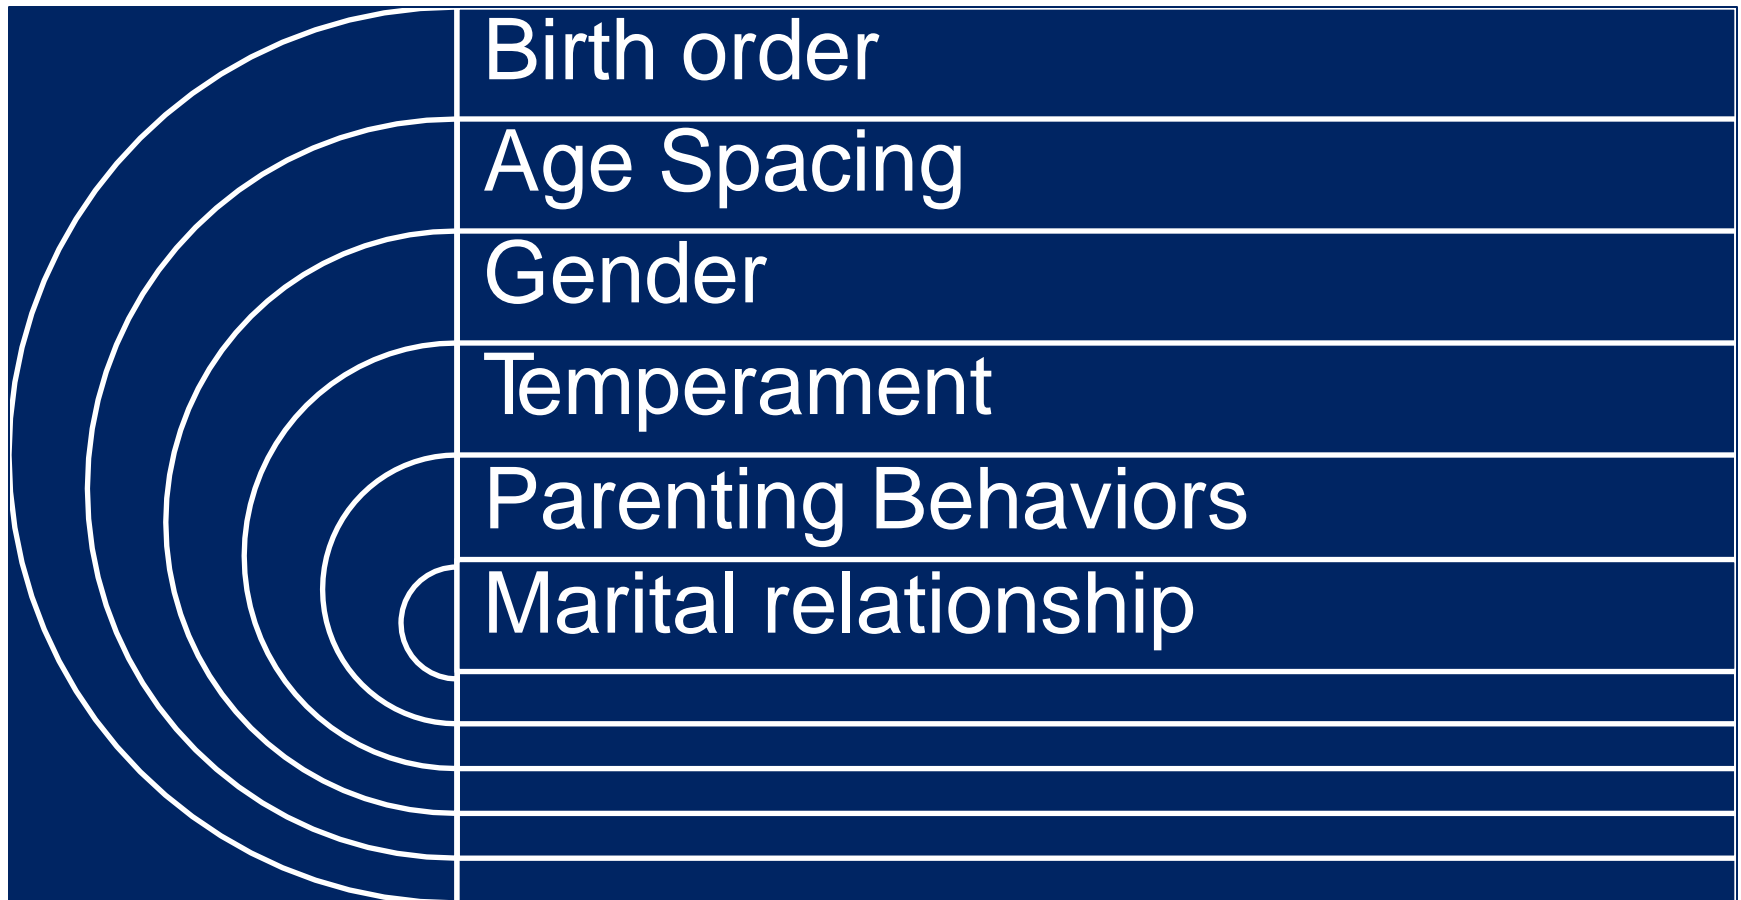 Birth order
Age Spacing
Gender
Temperament
Parenting Behaviors
Marital relationship